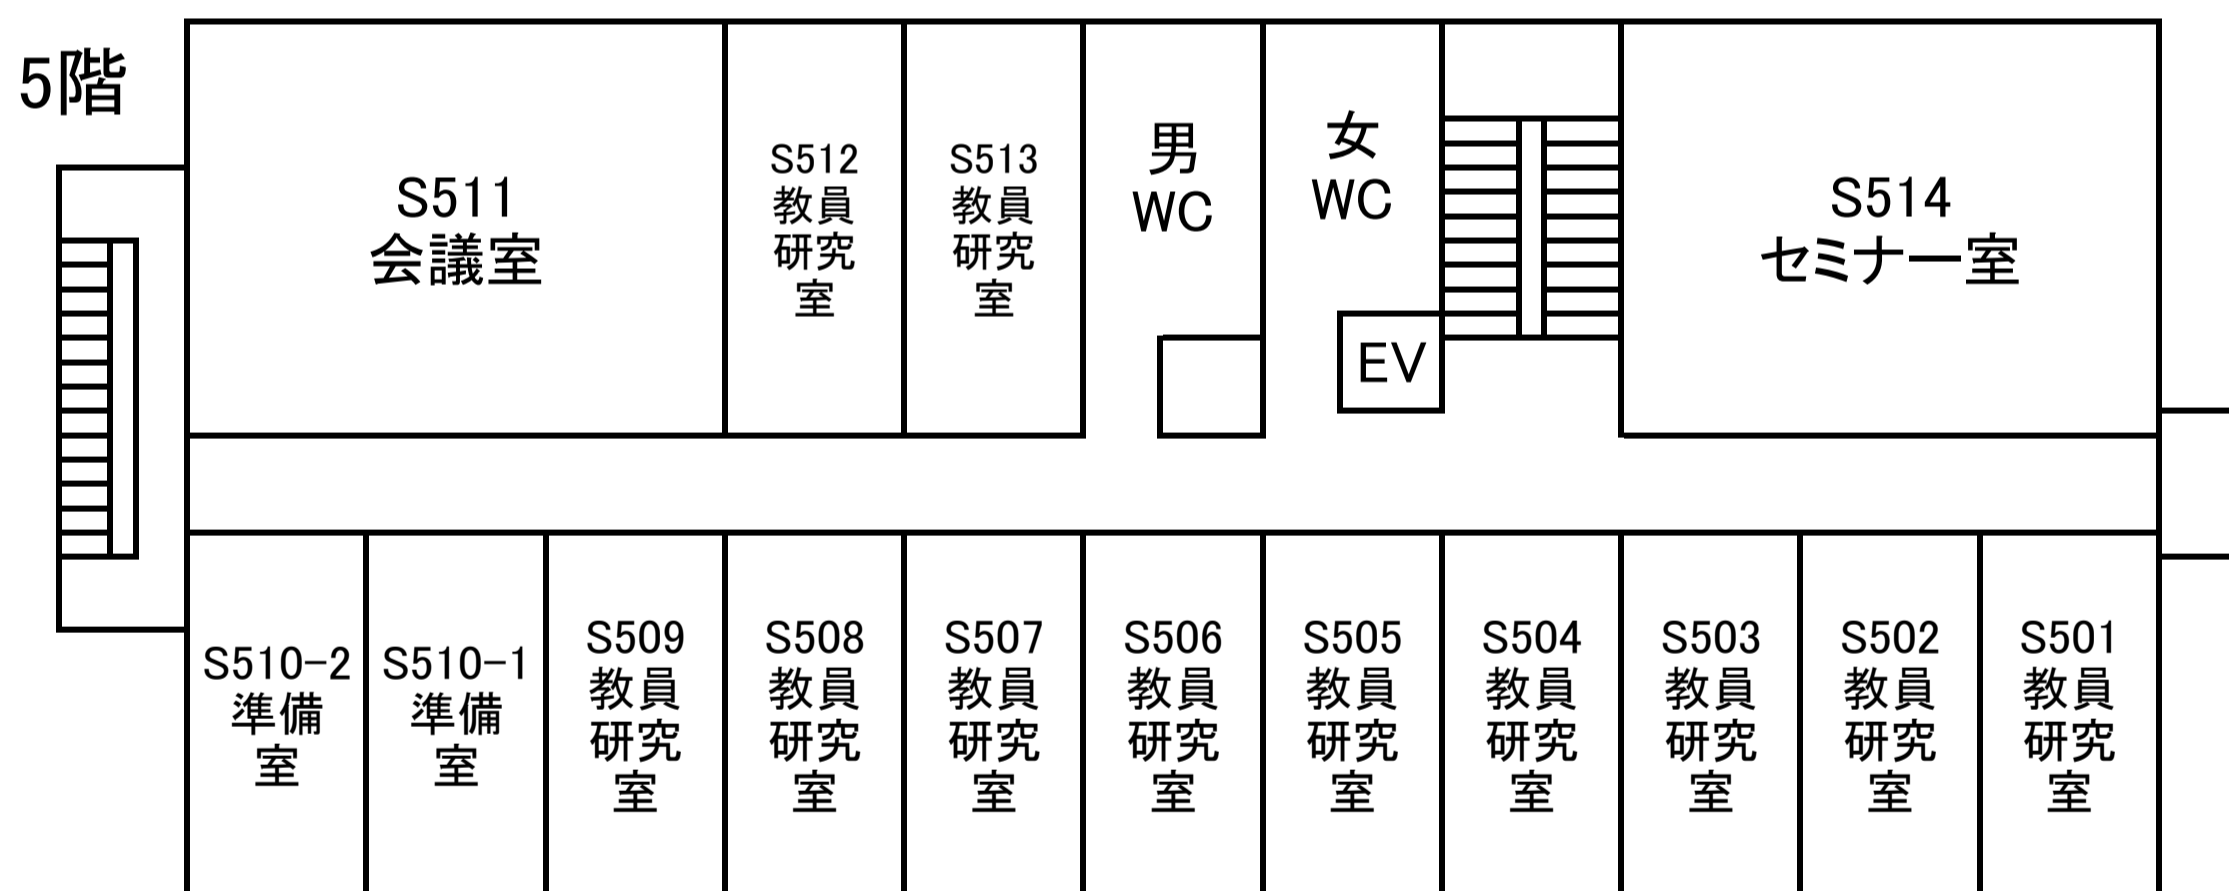 5階
S511
会議室
S512
教員
研究
室
S513
教員
研究
室
男
WC
女
WC
EV
S514
セミナー室
S510-2
準備
室
S510-1
準備
室
S509
教員
研究
室
S508
教員
研究
室
S507
教員
研究
室
S506
教員
研究
室
S505
教員
研究
室
S504
教員
研究
室
S503
教員
研究
室
S502
教員
研究
室
S501
教員
研究
室